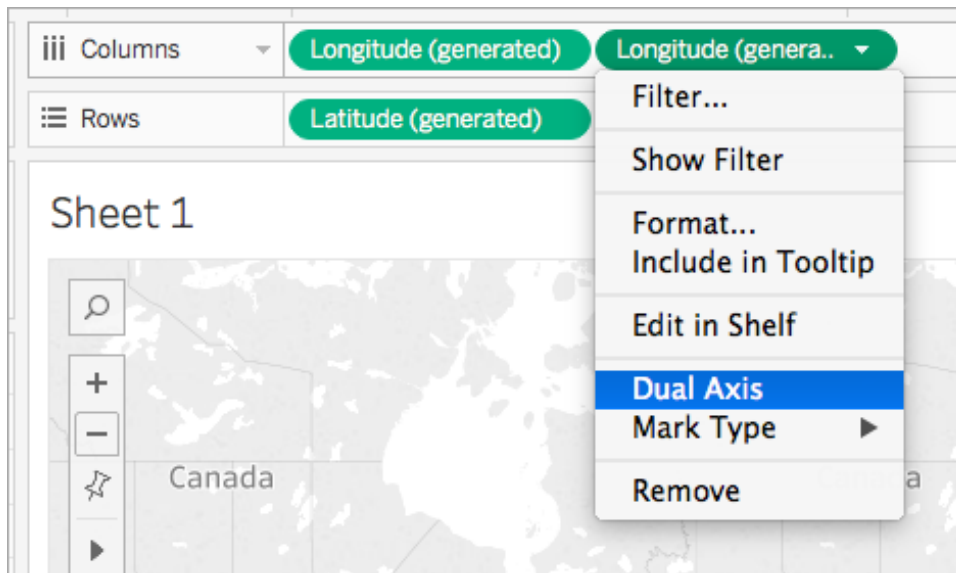 Columns
Longitude (generated)
Longitude (genera..
Rows
Latitude (generated)
Filter...
Show Filter
Format...
Include in Tooltip
Edit in Shelf
Dual Axis
Mark Type
Remove
Sheet 1
Canada